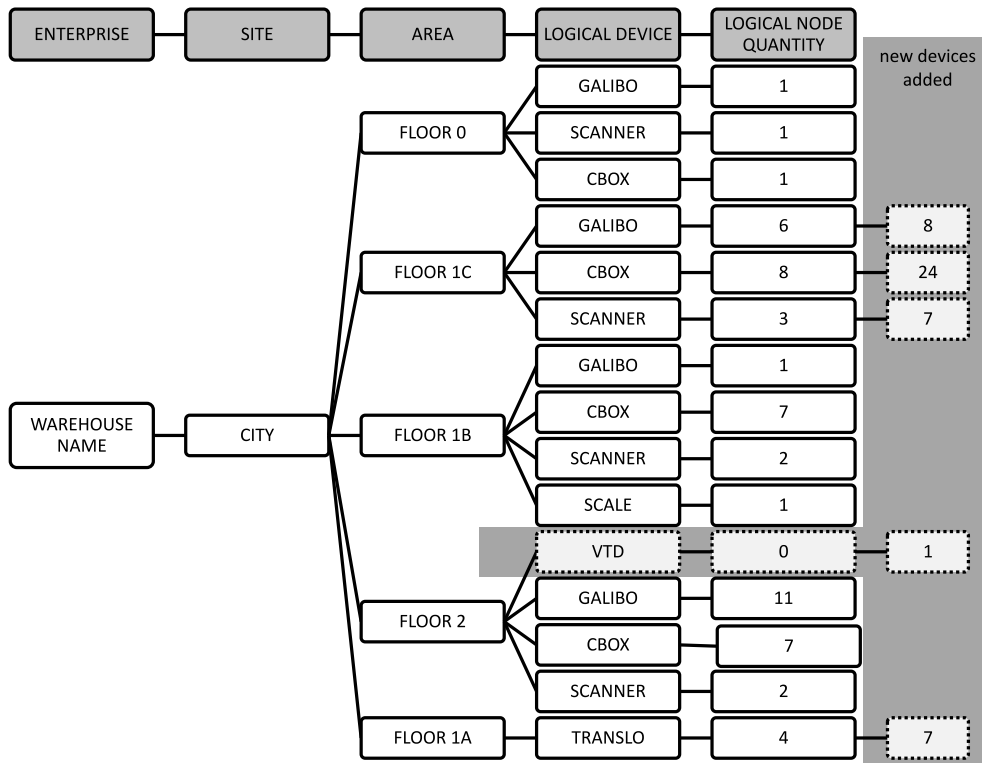 ENTERPRISE
SITE
AREA
LOGICAL DEVICE
LOGICAL NODE
QUANTITY
new devices
added
GALIBO
1
FLOOR 0
SCANNER
1
CBOX
1
GALIBO
6
8
FLOOR 1C
CBOX
8
24
SCANNER
3
7
GALIBO
1
WAREHOUSE
NAME
CITY
FLOOR 1B
CBOX
7
SCANNER
2
SCALE
1
VTD
0
1
GALIBO
11
FLOOR 2
CBOX
7
SCANNER
2
FLOOR 1A
TRANSLO
4
7